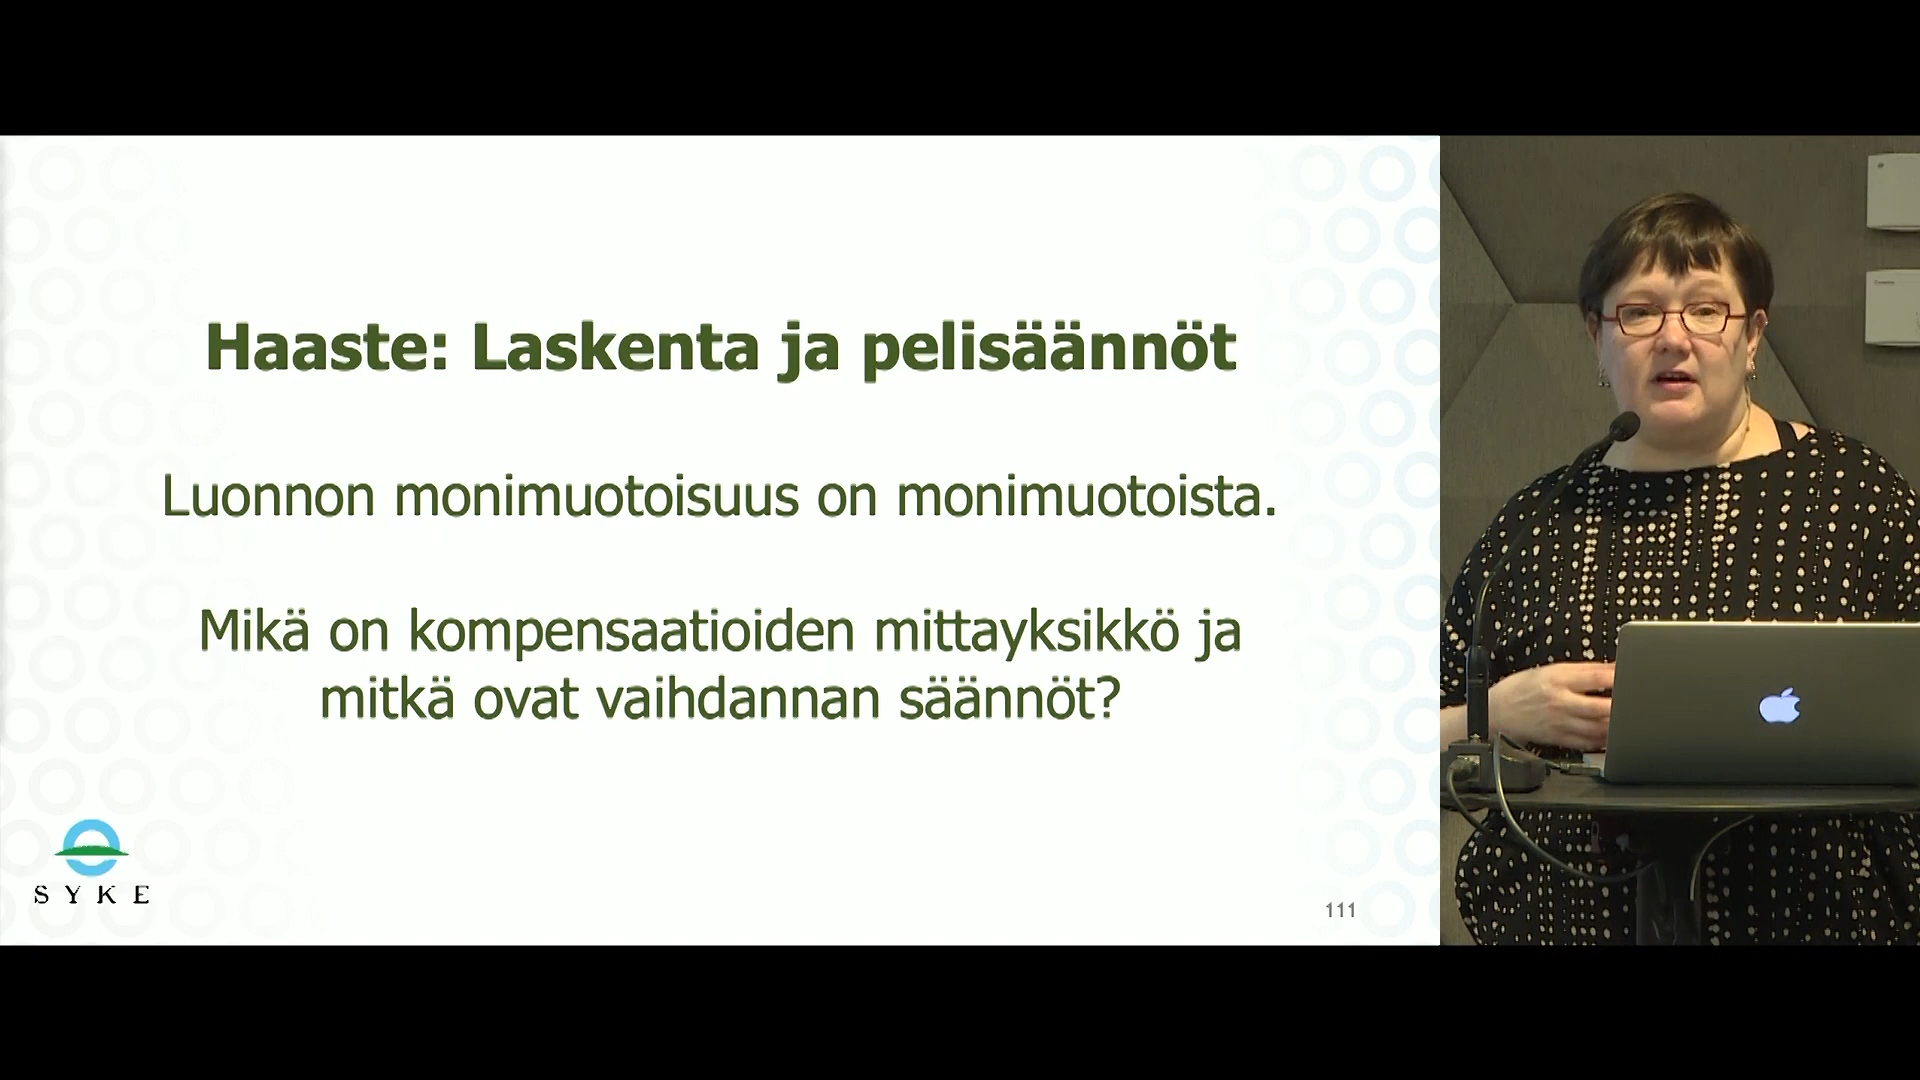 Haaste: Laskenta ja pelisäännöt
Luonnon monimuotoisuus on monimuotoista.
Mikä on kompensaatioiden mittayksikkö ja
mitkä ovat vaihdannan säännöt?
SYKE
111